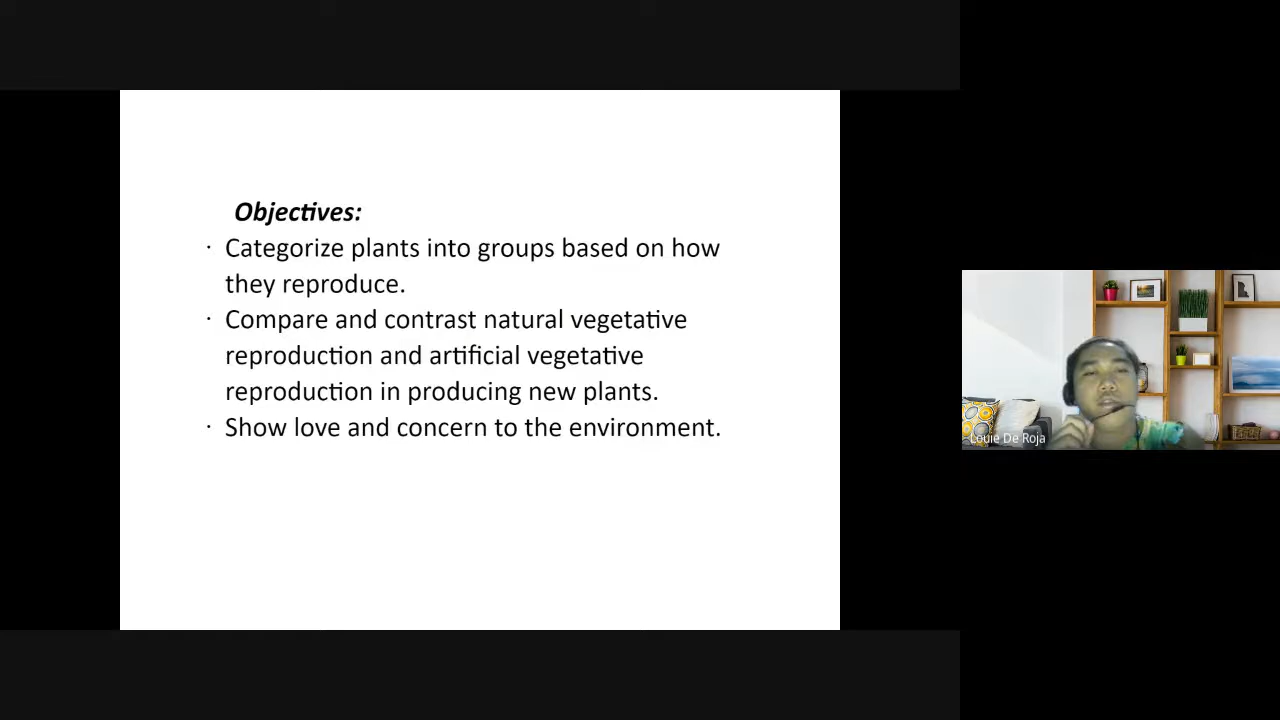 Objectives:
· Categorize plants into groups based on how
they reproduce.
· Compare and contrast natural vegetative
reproduction and artificial vegetative
reproduction in producing new plants.
· Show love and concern to the environment.
Louie De Roja